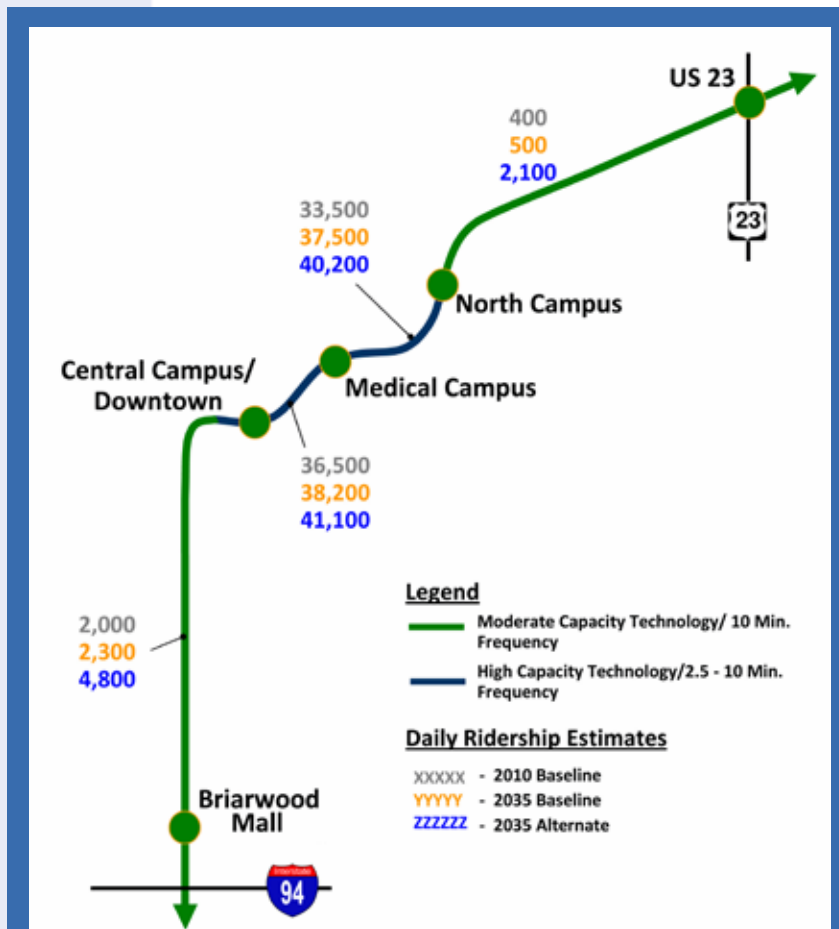 US 23
400
500
2,100
23
33,500
37,500
40,200
North Campus
Medical Campus
Central Campus/
Downtown
36,500
38,200
41,100
2,000
2,300
4,800
Legend
Moderate Capacity Technology/ 10 Min.
Frequency
High Capacity Technology/2.5 - 10 Min.
Frequency
Daily Ridership Estimates
XXXXX - 2010 Baseline
YYYYY - 2035 Baseline
ZZZZZZ - 2035 Alternate
Briarwood
Mall
Interstate
94